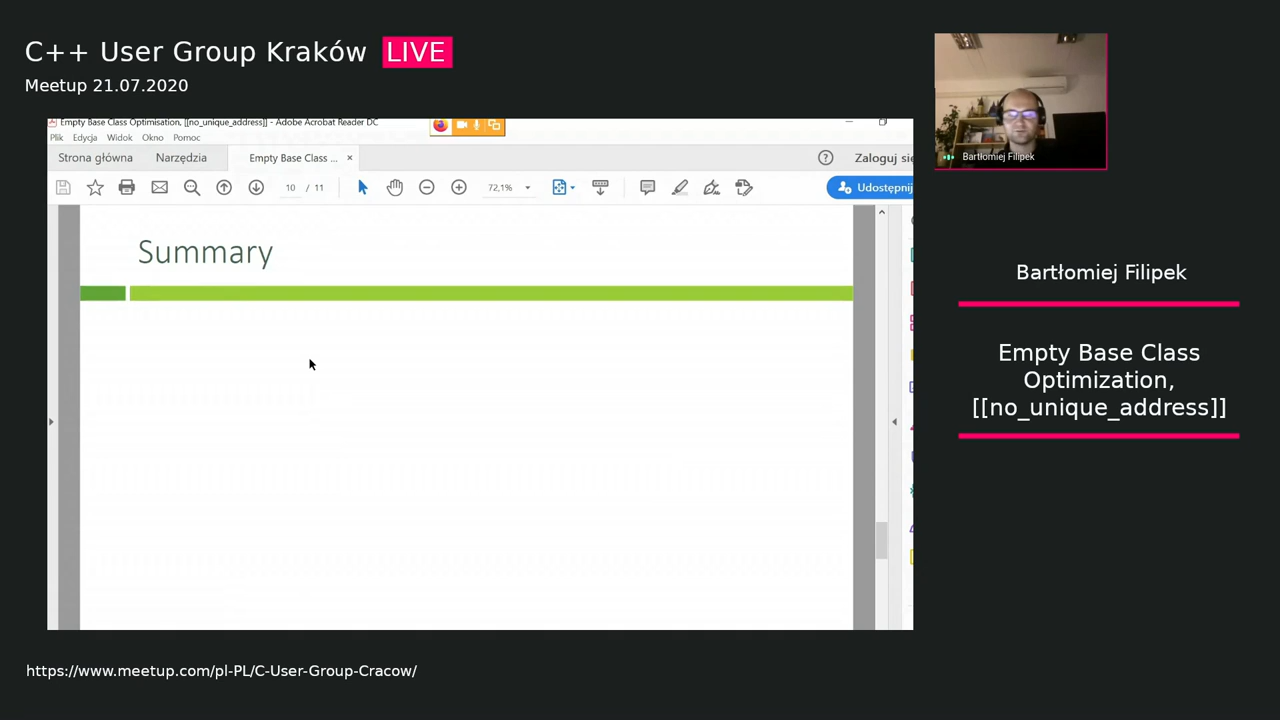 C++ User Group Kraków LIVE
Meetup 21.07.2020
Empty Base Class Optimisation, [[no_unique_address]] - Adobe Acrobat Reader DC
Plik Edycja Widok Okno Pomoc
Strona główna Narzędzia Empty Base Class ... × Zaloguj się
10 / 11 72,1% Udostępnij
Summary
Bartłomiej Filipek
Bartłomiej Filipek
Empty Base Class
Optimization,
[[no_unique_address]]
https://www.meetup.com/pl-PL/C-User-Group-Cracow/